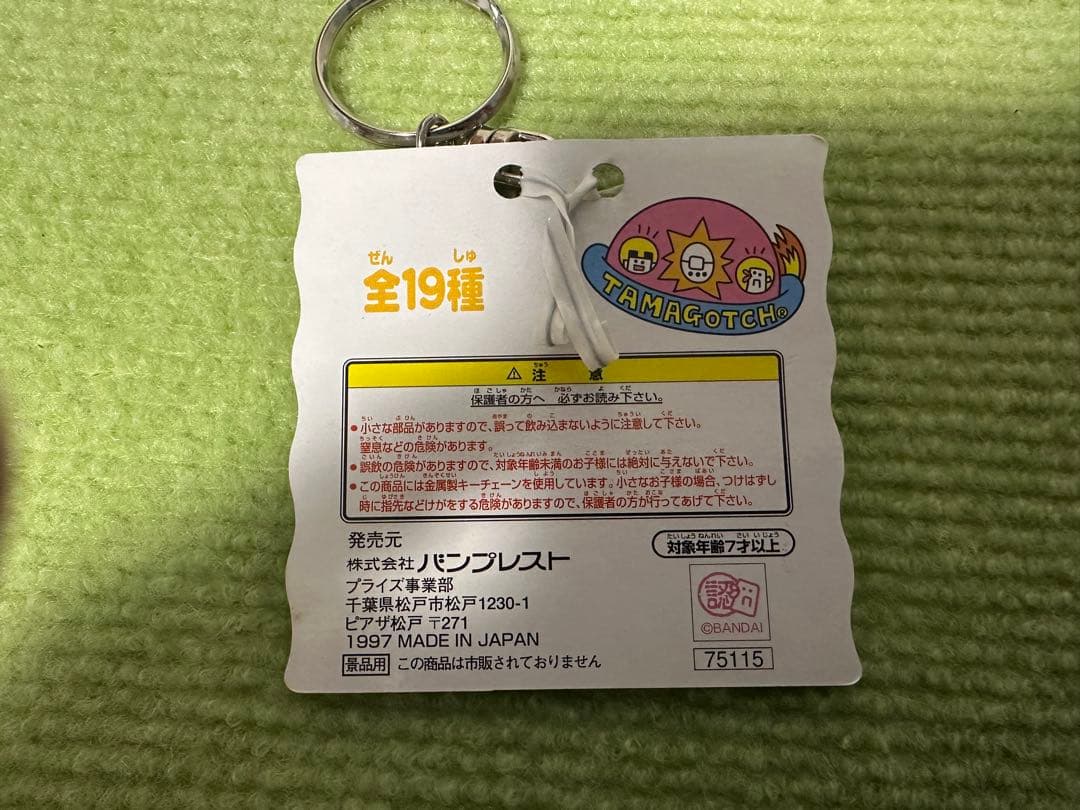 全19種
TAMAGOTCH®
⚠注意
保護者の方へ 必ずお読み下さい。
●小さな部品がありますので、誤って飲み込まないように注意して下さい。
窒息などの危険があります。
●誤飲の危険がありますので、対象年齢未満のお子様には絶対に与えないで下さい。
●この商品には金属製キーチェーンを使用しています。小さなお子様の場合、つけはずし
時に指先などけがをする危険がありますので、保護者の方が行ってあげて下さい。
発売元
株式会社 バンプレスト
プライズ事業部
千葉県松戸市松戸1230-1
ピアザ松戸 〒271
1997 MADE IN JAPAN
景品用 この商品は市販されておりません
対象年齢7才以上
認
©BANDAI
75115